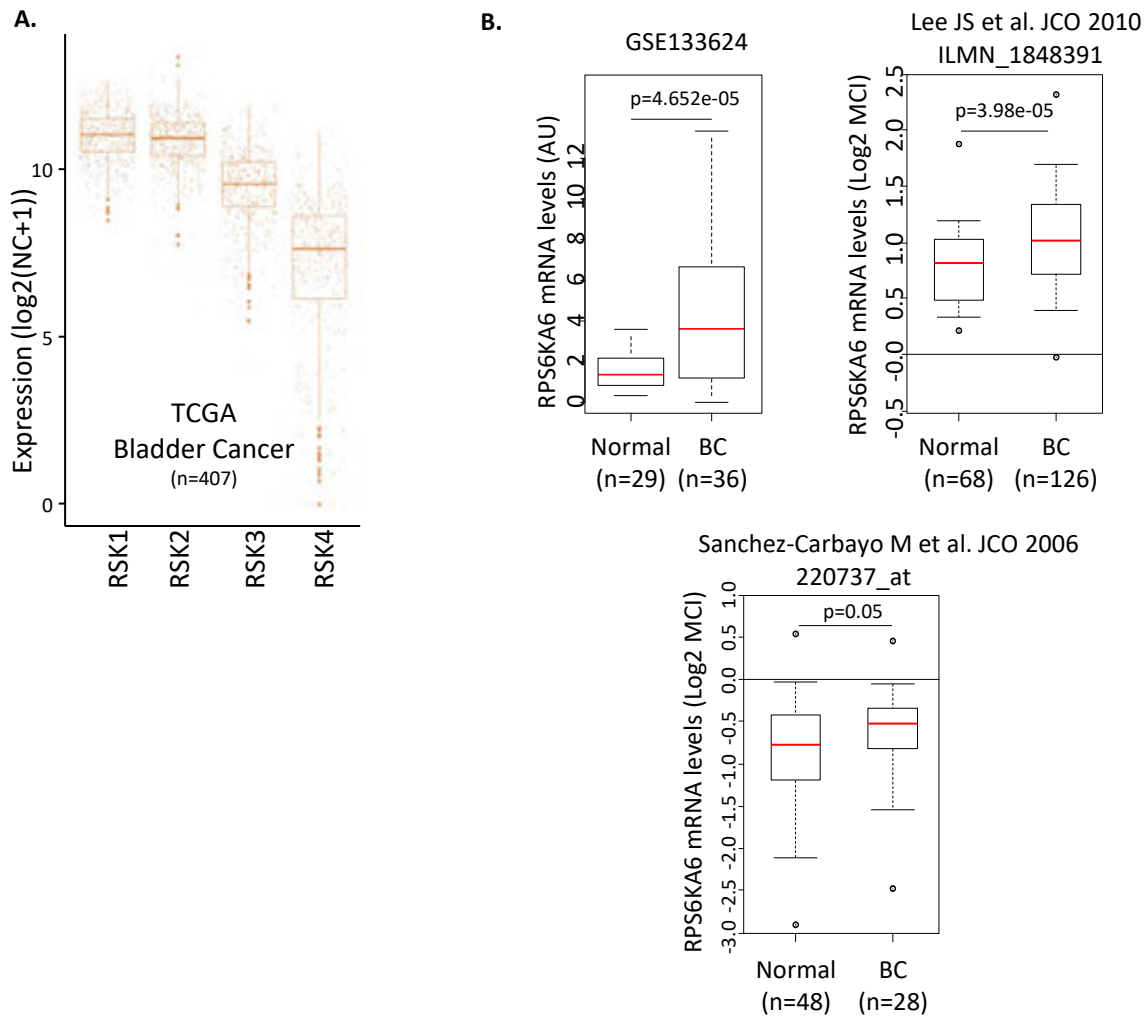 A.
Expression (log2(NC+1))
10
5
0
TCGA
Bladder Cancer
(n=407)
RSK1
RSK2
RSK3
RSK4
B.
GSE133624
RPS6KA6 mRNA levels (AU)
12
10
8
6
4
2
0
p=4.652e-05
Normal
(n=29)
BC
(n=36)
Lee JS et al. JCO 2010
ILMN_1848391
RPS6KA6 mRNA levels (Log2 MCI)
2.5
2.0
1.5
1.0
0.5
-0.0
-0.5
p=3.98e-05
Normal
(n=68)
BC
(n=126)
Sanchez-Carbayo M et al. JCO 2006
220737_at
RPS6KA6 mRNA levels (Log2 MCI)
1.0
0.5
0.0
-0.5
-1.0
-1.5
-2.0
-2.5
-3.0
p=0.05
Normal
(n=48)
BC
(n=28)